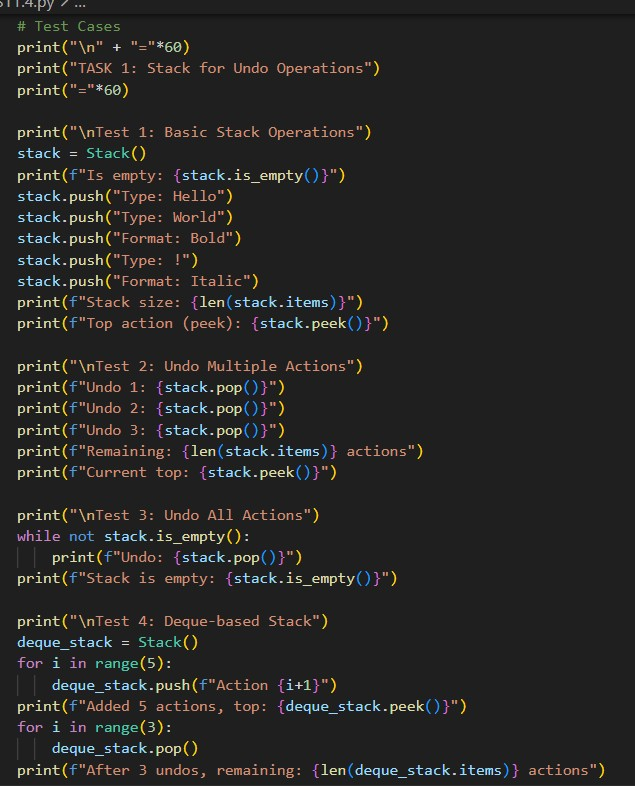 S11.4.py > ...
# Test Cases
print("\n" + "="*60)
print("TASK 1: Stack for Undo Operations")
print("="*60)

print("\nTest 1: Basic Stack Operations")
stack = Stack()
print(f"Is empty: {stack.is_empty()}")
stack.push("Type: Hello")
stack.push("Type: World")
stack.push("Format: Bold")
stack.push("Type: !")
stack.push("Format: Italic")
print(f"Stack size: {len(stack.items)}")
print(f"Top action (peek): {stack.peek()}")

print("\nTest 2: Undo Multiple Actions")
print(f"Undo 1: {stack.pop()}")
print(f"Undo 2: {stack.pop()}")
print(f"Undo 3: {stack.pop()}")
print(f"Remaining: {len(stack.items)} actions")
print(f"Current top: {stack.peek()}")

print("\nTest 3: Undo All Actions")
while not stack.is_empty():
    print(f"Undo: {stack.pop()}")
print(f"Stack is empty: {stack.is_empty()}")

print("\nTest 4: Deque-based Stack")
deque_stack = Stack()
for i in range(5):
    deque_stack.push(f"Action {i+1}")
print(f"Added 5 actions, top: {deque_stack.peek()}")
for i in range(3):
    deque_stack.pop()
print(f"After 3 undos, remaining: {len(deque_stack.items)} actions")